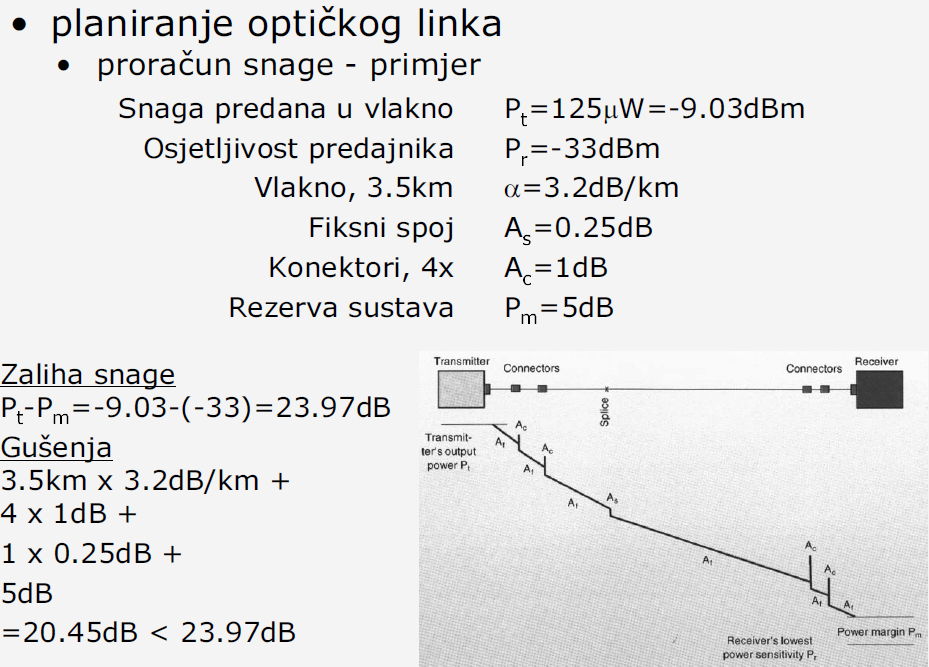 • planiranje optičkog linka
• proračun snage - primjer
Snaga predana u vlakno Pt=125μW=-9.03dBm
Osjetljivost predajnika Pr=-33dBm
Vlakno, 3.5km α=3.2dB/km
Fiksni spoj As=0.25dB
Konektori, 4x Ac=1dB
Rezerva sustava Pm=5dB
Zaliha snage
Pt-Pm=-9.03-(-33)=23.97dB
Gušenja
3.5km x 3.2dB/km +
4 x 1dB +
1 x 0.25dB +
5dB
=20.45dB < 23.97dB
Transmitter
Connectors
Connectors
Receiver
Splice
Transmit-
ter's output
power Pt
Ac
Af
Ac
Af
Af
As
Af
Ac
Ac
Af
Af
Power margin Pm
Receiver's lowest
power sensitivity Pr